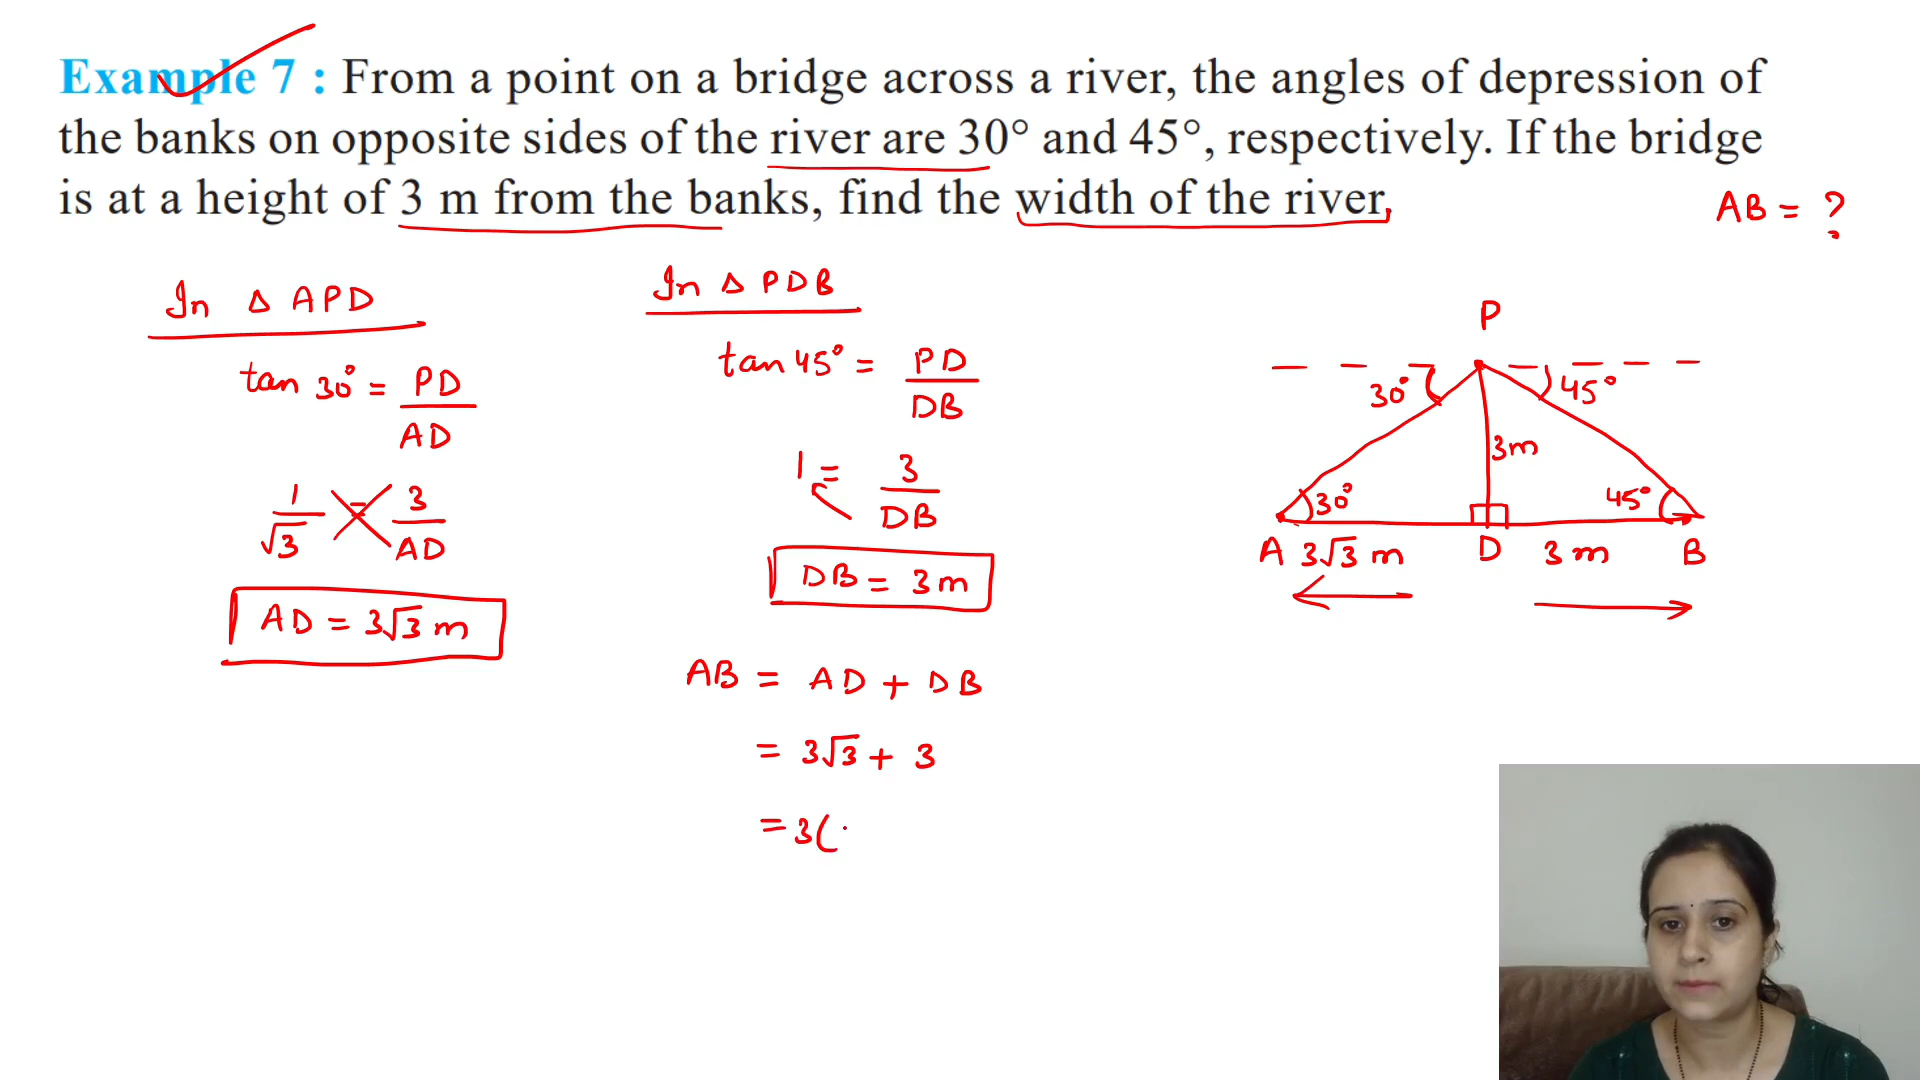 Example 7 : From a point on a bridge across a river, the angles of depression of
the banks on opposite sides of the river are 30° and 45°, respectively. If the bridge
is at a height of 3 m from the banks, find the width of the river.
AB = ?
In Δ APD
tan 30° = PD / AD
1/√3 = 3/AD
AD = 3√3 m
In Δ PDB
tan 45° = PD / DB
1 = 3/DB
DB = 3 m
AB = AD + DB
= 3√3 + 3
= 3(
P
30° 45°
3m
30° 45°
A 3√3 m D 3 m B